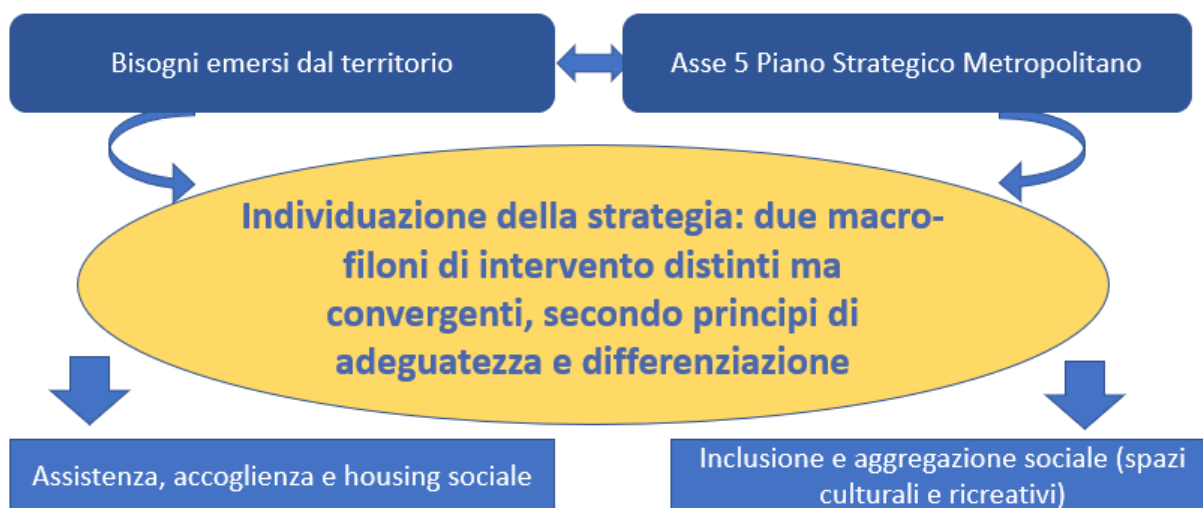 Bisogni emersi dal territorio
Asse 5 Piano Strategico Metropolitano
Individuazione della strategia: due macro-
filoni di intervento distinti ma
convergenti, secondo principi di
adeguatezza e differenziazione
Assistenza, accoglienza e housing sociale
Inclusione e aggregazione sociale (spazi
culturali e ricreativi)